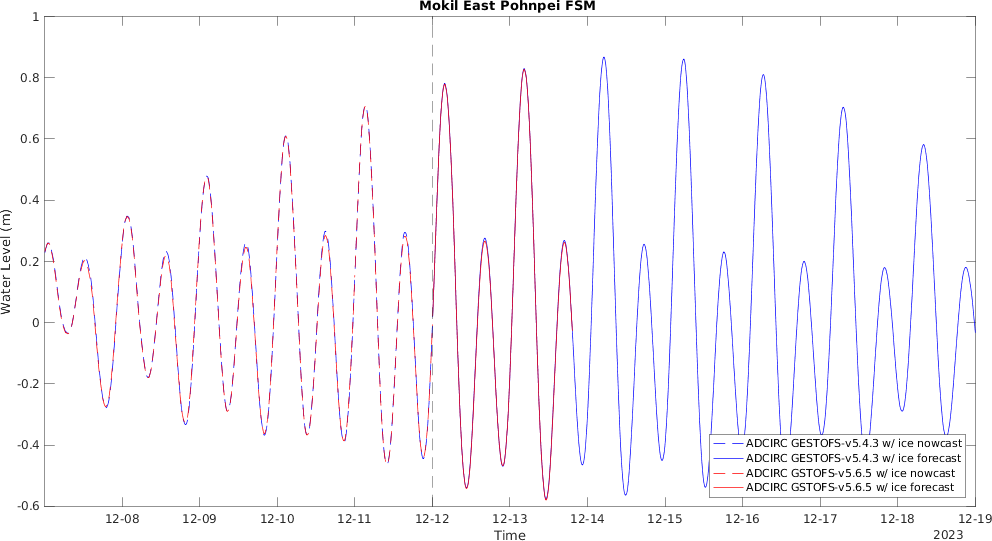 Mokil East Pohnpei FSM
1
0.8
0.6
0.4
0.2
0
-0.2
-0.4
-0.6
Water Level (m)
ADCIRC GESTOFS-v5.4.3 w/ ice nowcast
ADCIRC GESTOFS-v5.4.3 w/ ice forecast
ADCIRC GSTOFS-v5.6.5 w/ ice nowcast
ADCIRC GSTOFS-v5.6.5 w/ ice forecast
12-08 12-09 12-10 12-11 12-12 12-13 12-14 12-15 12-16 12-17 12-18 12-19
Time
2023